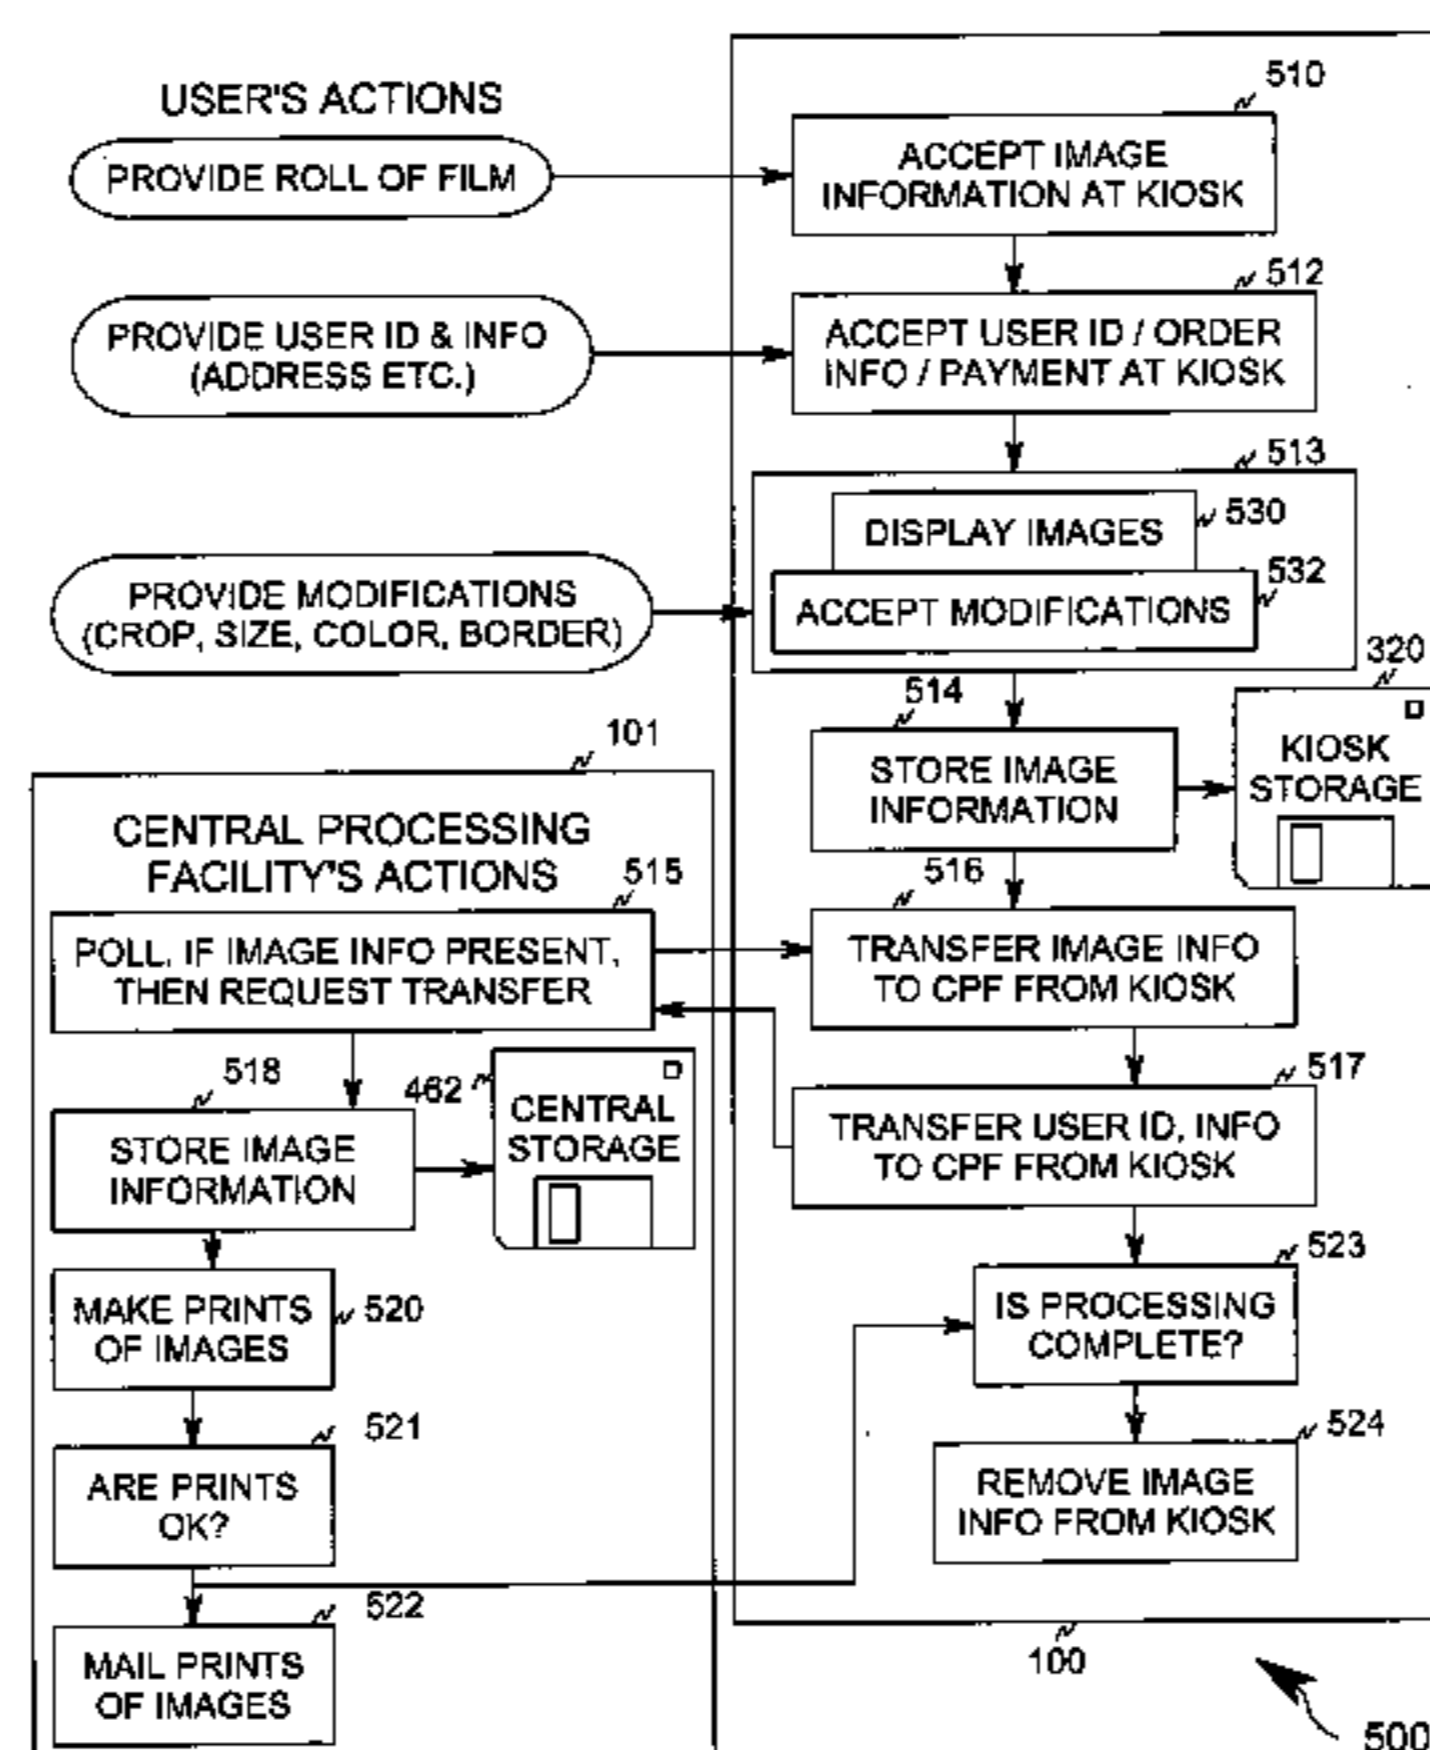 USER'S ACTIONS
PROVIDE ROLL OF FILM
510
ACCEPT IMAGE
INFORMATION AT KIOSK
PROVIDE USER ID & INFO
(ADDRESS ETC.)
512
ACCEPT USER ID / ORDER
INFO / PAYMENT AT KIOSK
513
DISPLAY IMAGES
530
PROVIDE MODIFICATIONS
(CROP, SIZE, COLOR, BORDER)
532
ACCEPT MODIFICATIONS
514
STORE IMAGE
INFORMATION
320
KIOSK
STORAGE
101
CENTRAL PROCESSING
FACILITY'S ACTIONS
515
POLL, IF IMAGE INFO PRESENT,
THEN REQUEST TRANSFER
516
TRANSFER IMAGE INFO
TO CPF FROM KIOSK
517
TRANSFER USER ID, INFO
TO CPF FROM KIOSK
518
STORE IMAGE
INFORMATION
462
CENTRAL
STORAGE
MAKE PRINTS
OF IMAGES
520
523
IS PROCESSING
COMPLETE?
521
ARE PRINTS
OK?
524
REMOVE IMAGE
INFO FROM KIOSK
522
MAIL PRINTS
OF IMAGES
100
500